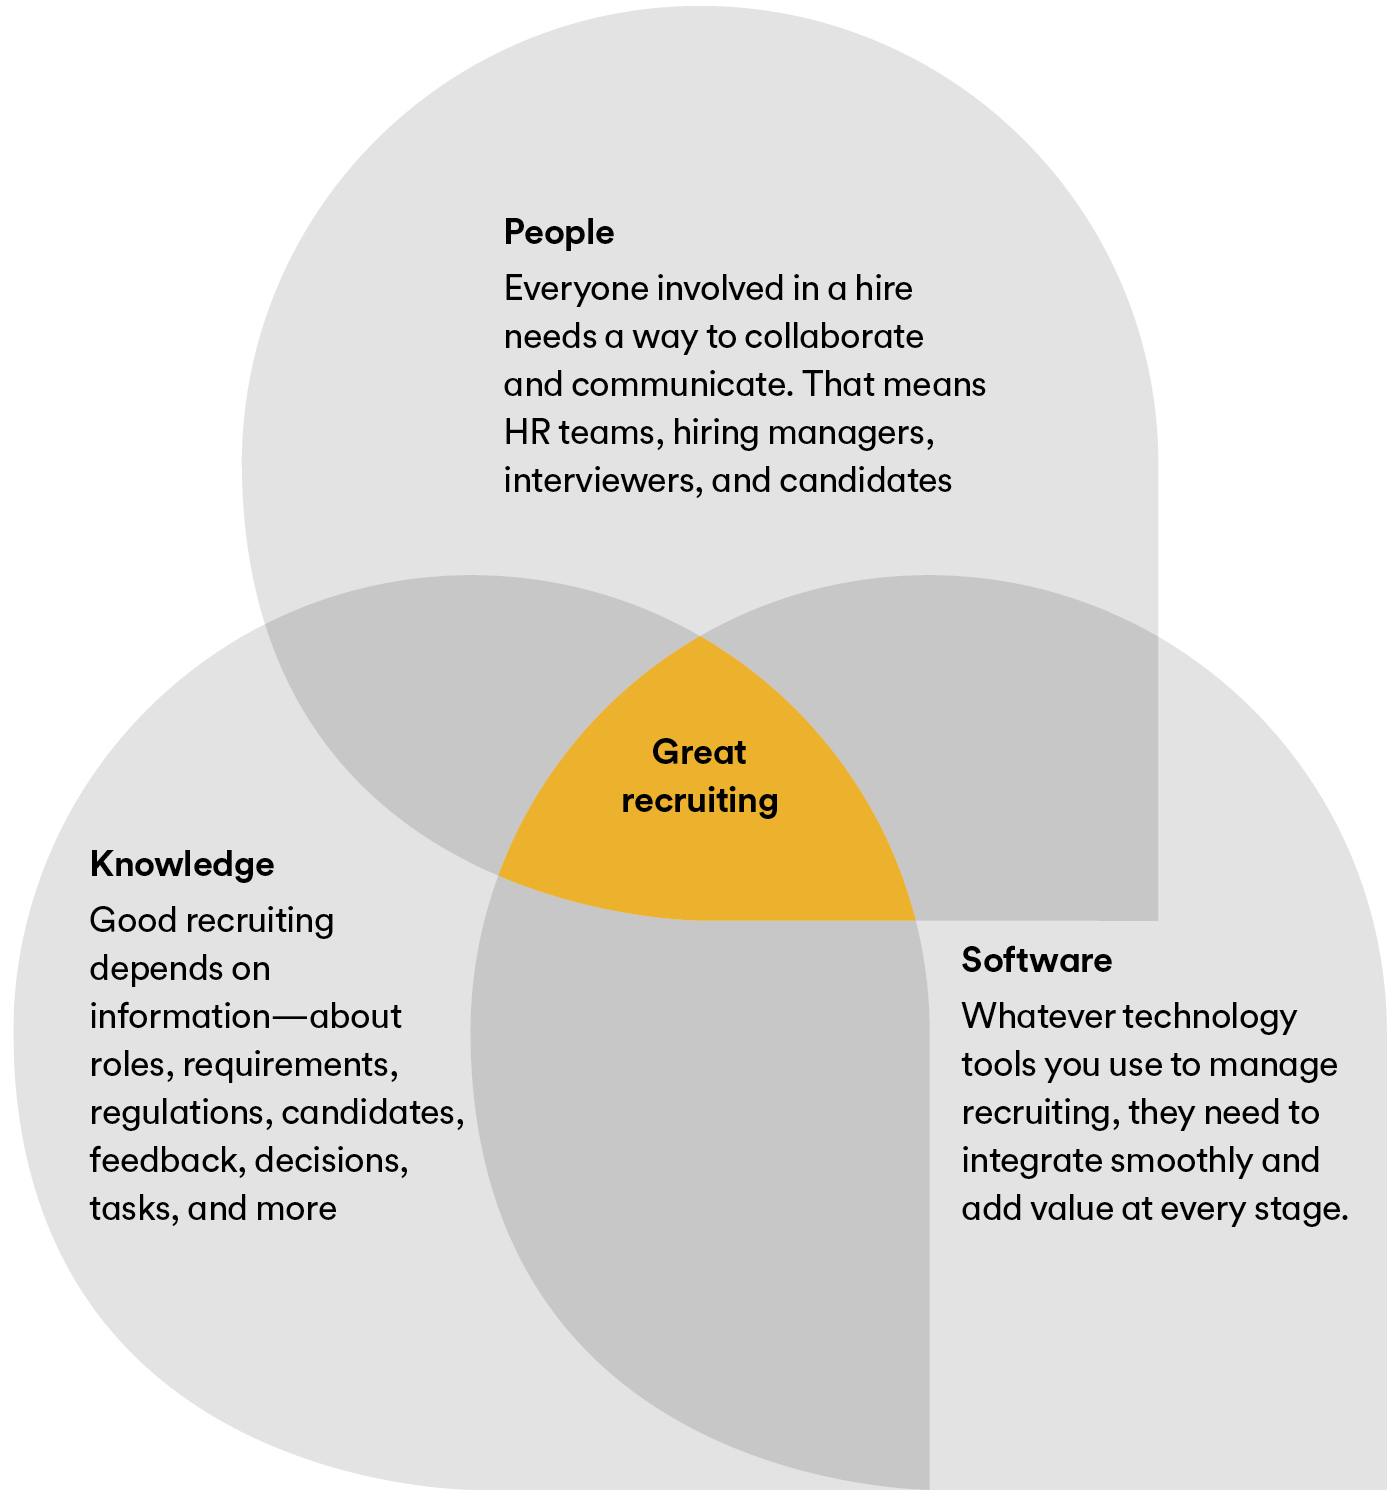 People
Everyone involved in a hire
needs a way to collaborate
and communicate. That means
HR teams, hiring managers,
interviewers, and candidates
Great
recruiting
Knowledge
Good recruiting
depends on
information—about
roles, requirements,
regulations, candidates,
feedback, decisions,
tasks, and more
Software
Whatever technology
tools you use to manage
recruiting, they need to
integrate smoothly and
add value at every stage.